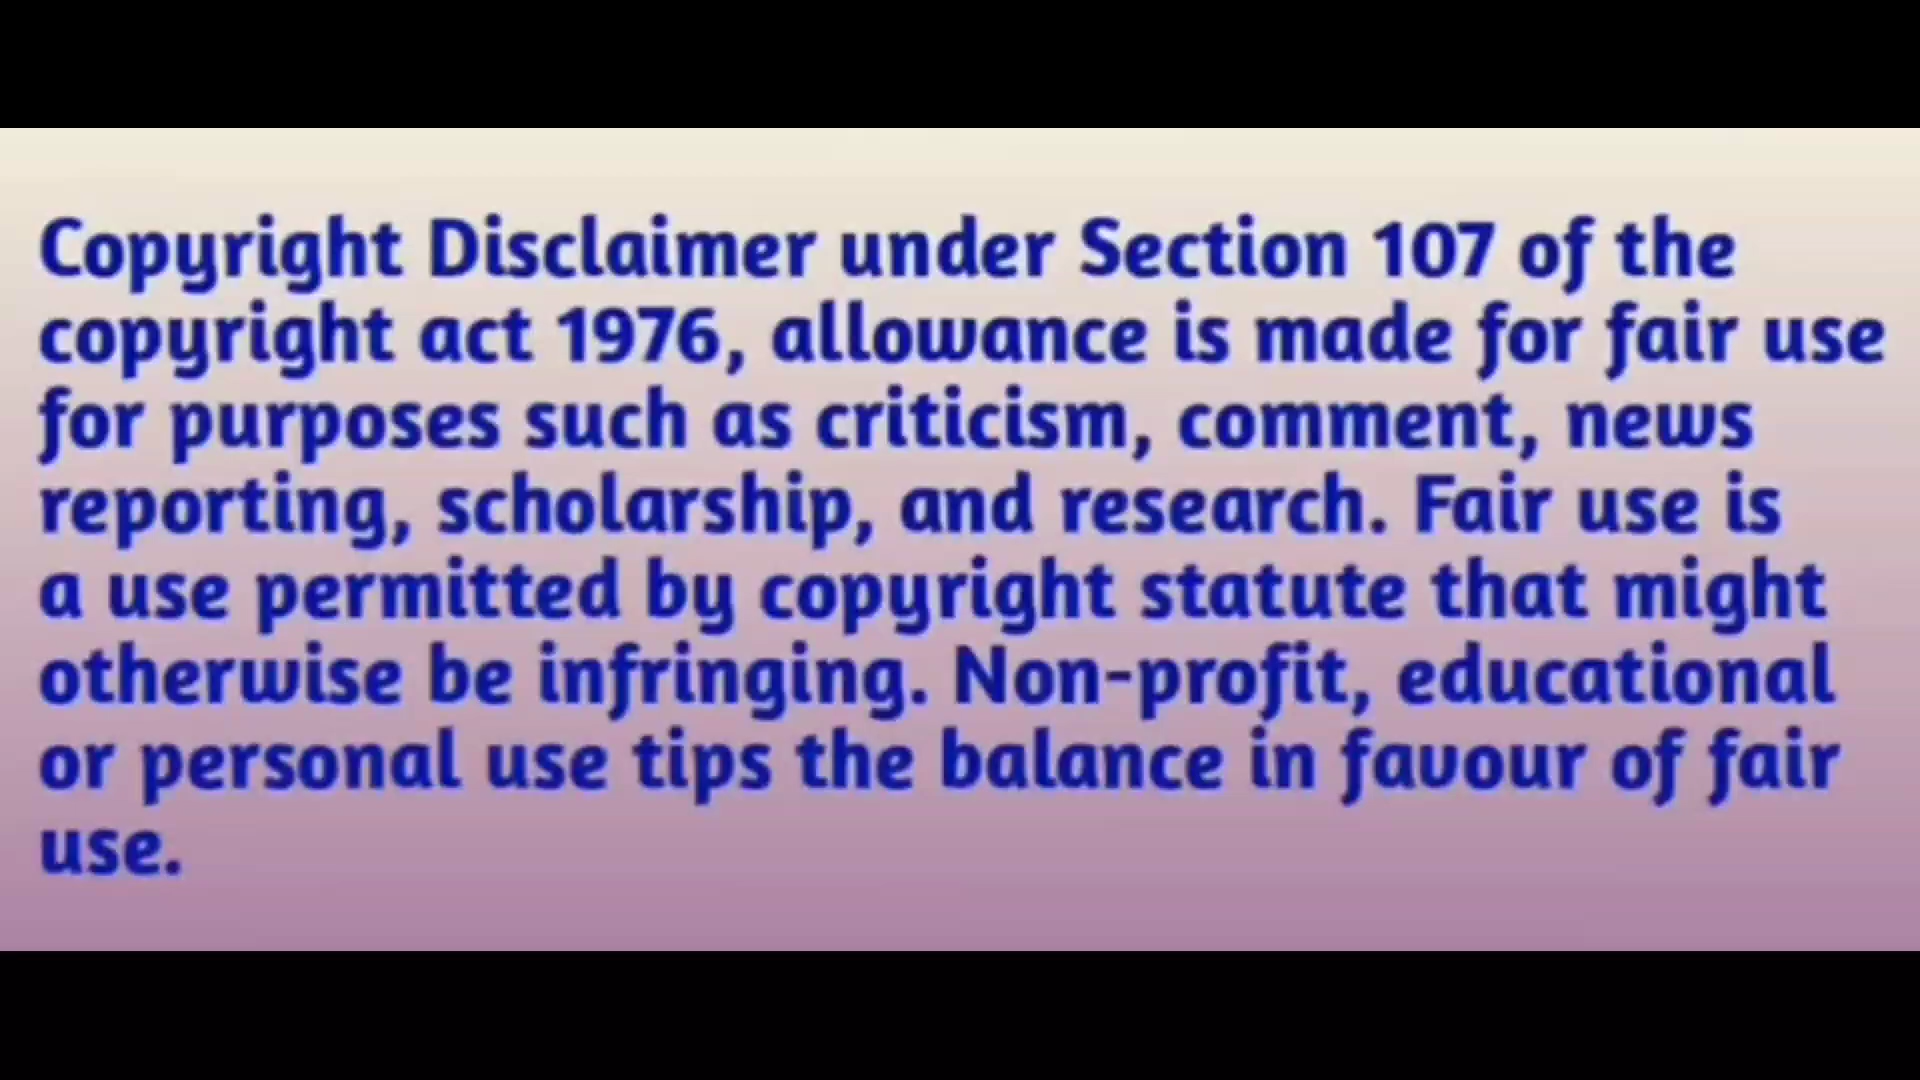 Copyright Disclaimer under Section 107 of the
copyright act 1976, allowance is made for fair use
for purposes such as criticism, comment, news
reporting, scholarship, and research. Fair use is
a use permitted by copyright statute that might
otherwise be infringing. Non-profit, educational
or personal use tips the balance in favour of fair
use.